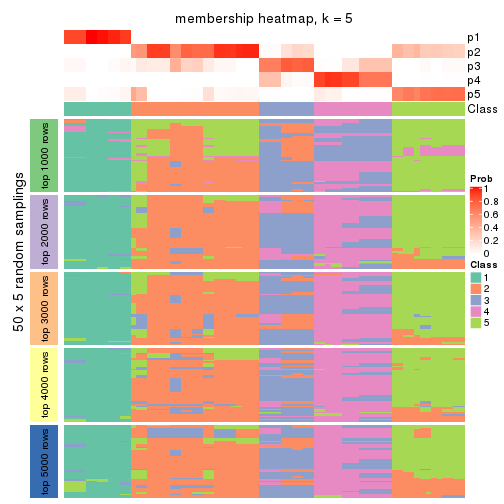 membership heatmap, k = 5
p1
p2
p3
p4
p5
Class
50 x 5 random samplings
top 1000 rows
top 2000 rows
top 3000 rows
top 4000 rows
top 5000 rows
Prob
1
0.8
0.6
0.4
0.2
0
Class
1
2
3
4
5